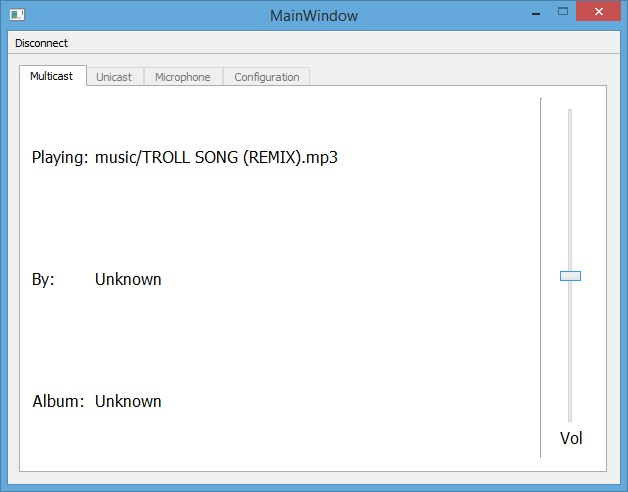 MainWindow
Disconnect
Multicast Unicast Microphone Configuration
Playing: music/TROLL SONG (REMIX).mp3
By: Unknown
Album: Unknown
Vol